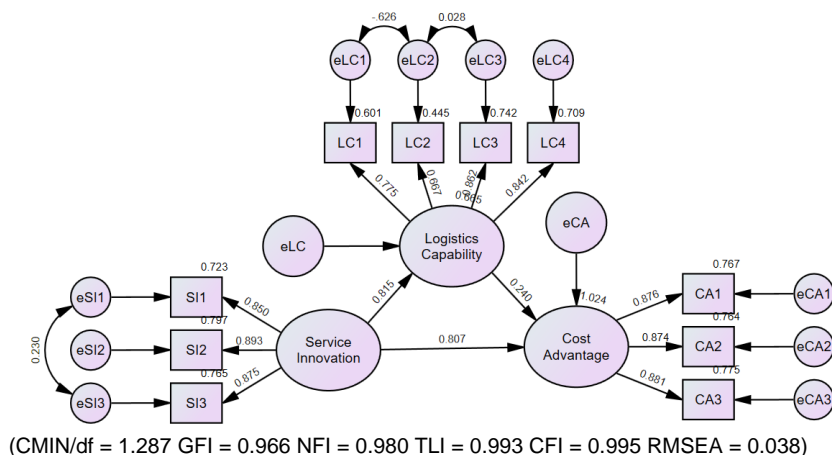 -.626 0.028
eLC1 eLC2 eLC3 eLC4
0.601 0.445 0.742 0.709
LC1 LC2 LC3 LC4
0.775 0.667 0.862 0.842
0.665
eLC Logistics Capability eCA
0.723 0.815 0.240 1.024 0.767
eSI1 SI1 0.850 0.876 CA1 eCA1
0.797 0.764
0.230 eSI2 SI2 0.893 Service Innovation 0.807 Cost Advantage 0.874 CA2 eCA2
0.765 0.775
eSI3 SI3 0.875 0.881 CA3 eCA3
(CMIN/df = 1.287 GFI = 0.966 NFI = 0.980 TLI = 0.993 CFI = 0.995 RMSEA = 0.038)